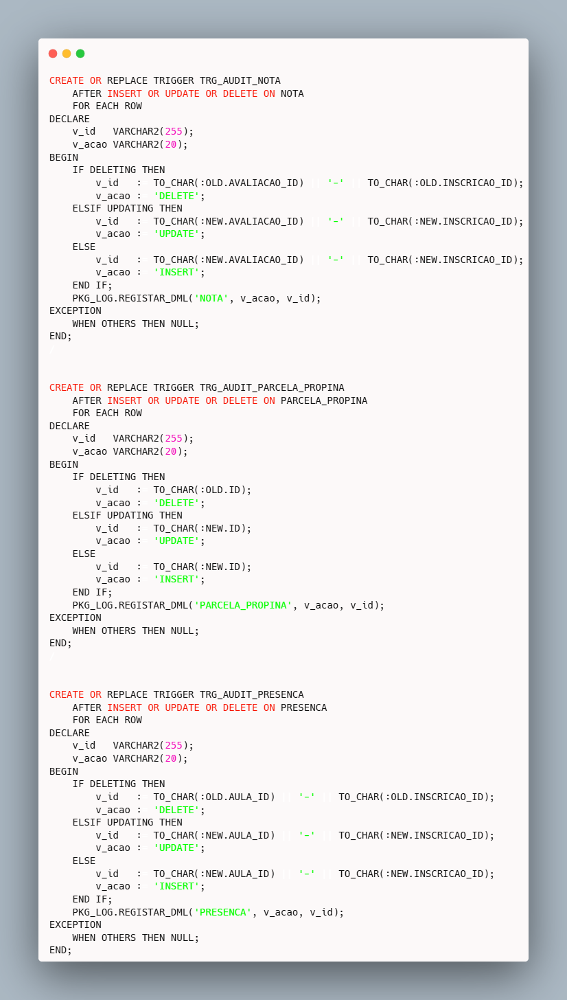 CREATE OR REPLACE TRIGGER TRG_AUDIT_NOTA
    AFTER INSERT OR UPDATE OR DELETE ON NOTA
    FOR EACH ROW
DECLARE
    v_id   VARCHAR2(255);
    v_acao VARCHAR2(20);
BEGIN
    IF DELETING THEN
        v_id   := TO_CHAR(:OLD.AVALIACAO_ID) || '-' || TO_CHAR(:OLD.INSCRICAO_ID);
        v_acao := 'DELETE';
    ELSIF UPDATING THEN
        v_id   := TO_CHAR(:NEW.AVALIACAO_ID) || '-' || TO_CHAR(:NEW.INSCRICAO_ID);
        v_acao := 'UPDATE';
    ELSE
        v_id   := TO_CHAR(:NEW.AVALIACAO_ID) || '-' || TO_CHAR(:NEW.INSCRICAO_ID);
        v_acao := 'INSERT';
    END IF;
    PKG_LOG.REGISTAR_DML('NOTA', v_acao, v_id);
EXCEPTION
    WHEN OTHERS THEN NULL;
END;
/
CREATE OR REPLACE TRIGGER TRG_AUDIT_PARCELA_PROPINA
    AFTER INSERT OR UPDATE OR DELETE ON PARCELA_PROPINA
    FOR EACH ROW
DECLARE
    v_id   VARCHAR2(255);
    v_acao VARCHAR2(20);
BEGIN
    IF DELETING THEN
        v_id   := TO_CHAR(:OLD.ID);
        v_acao := 'DELETE';
    ELSIF UPDATING THEN
        v_id   := TO_CHAR(:NEW.ID);
        v_acao := 'UPDATE';
    ELSE
        v_id   := TO_CHAR(:NEW.ID);
        v_acao := 'INSERT';
    END IF;
    PKG_LOG.REGISTAR_DML('PARCELA_PROPINA', v_acao, v_id);
EXCEPTION
    WHEN OTHERS THEN NULL;
END;
/
CREATE OR REPLACE TRIGGER TRG_AUDIT_PRESENCA
    AFTER INSERT OR UPDATE OR DELETE ON PRESENCA
    FOR EACH ROW
DECLARE
    v_id   VARCHAR2(255);
    v_acao VARCHAR2(20);
BEGIN
    IF DELETING THEN
        v_id   := TO_CHAR(:OLD.AULA_ID) || '-' || TO_CHAR(:OLD.INSCRICAO_ID);
        v_acao := 'DELETE';
    ELSIF UPDATING THEN
        v_id   := TO_CHAR(:NEW.AULA_ID) || '-' || TO_CHAR(:NEW.INSCRICAO_ID);
        v_acao := 'UPDATE';
    ELSE
        v_id   := TO_CHAR(:NEW.AULA_ID) || '-' || TO_CHAR(:NEW.INSCRICAO_ID);
        v_acao := 'INSERT';
    END IF;
    PKG_LOG.REGISTAR_DML('PRESENCA', v_acao, v_id);
EXCEPTION
    WHEN OTHERS THEN NULL;
END;